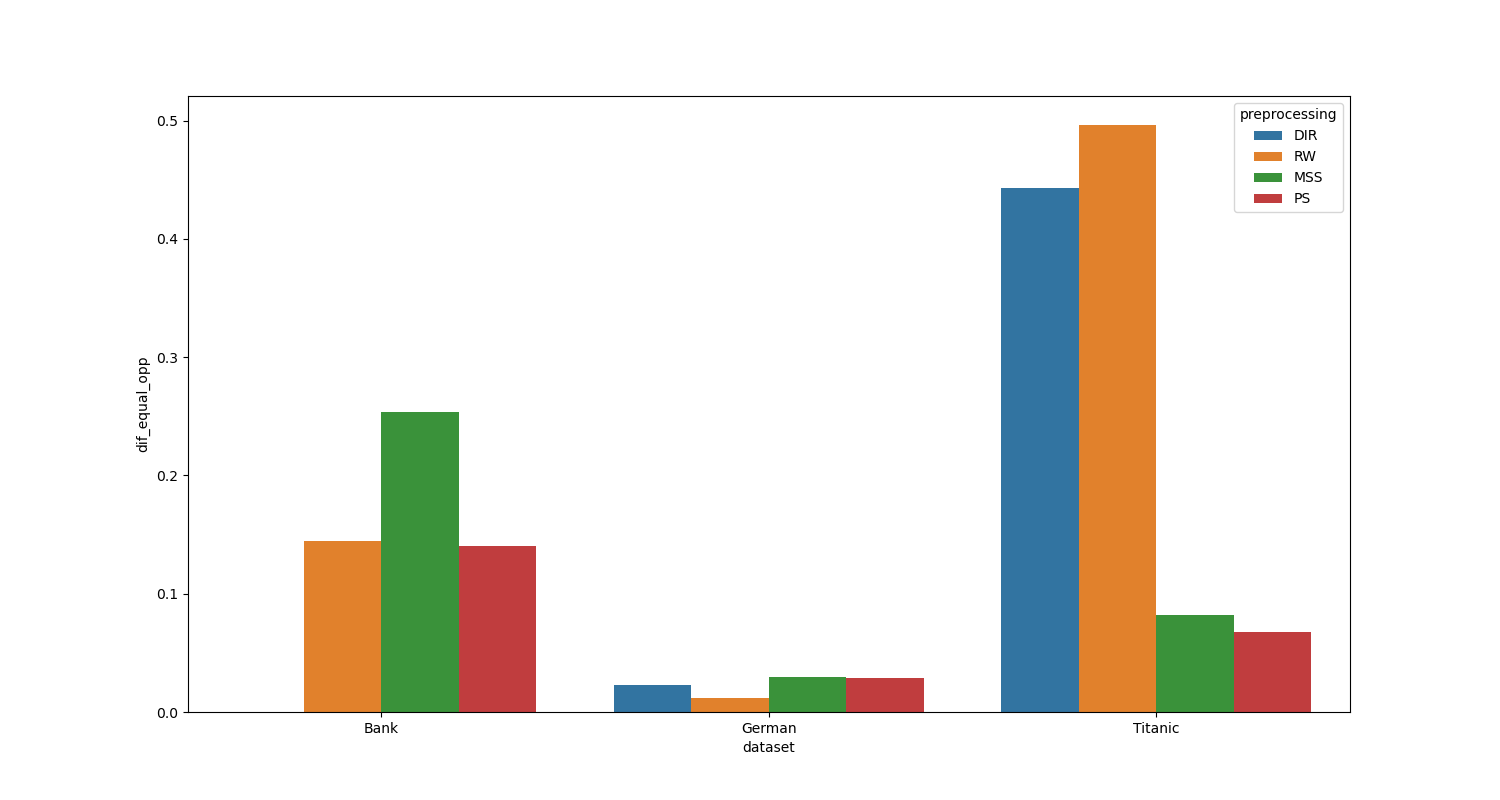 preprocessing
DIR
RW
MSS
PS
0.5
0.4
0.3
0.2
0.1
0.0
dif_equal_opp
Bank German Titanic
dataset